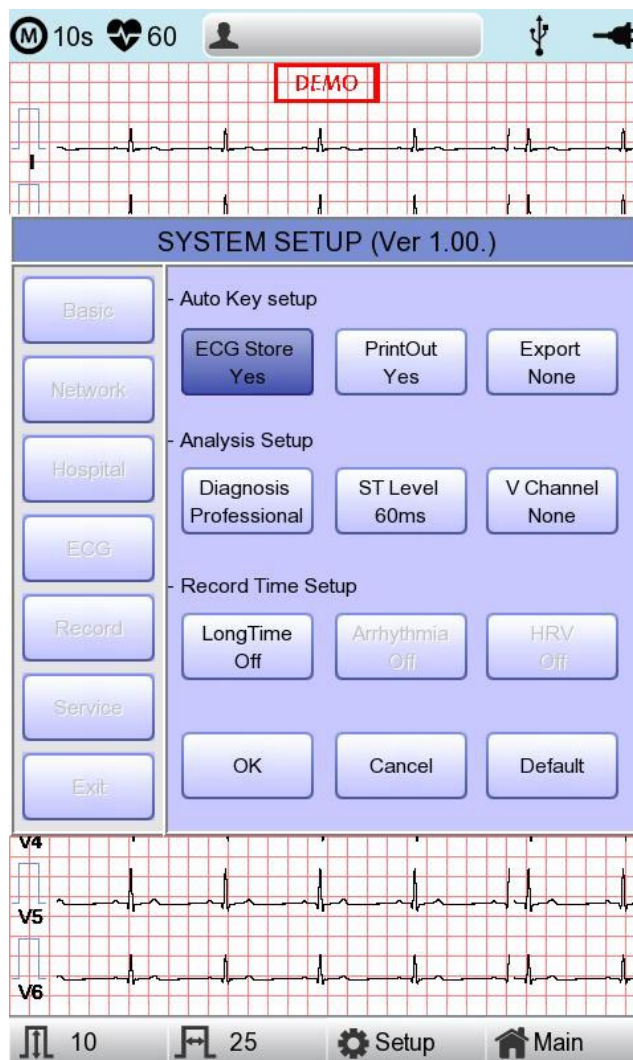 M 10s 60
DEMO
I
SYSTEM SETUP (Ver 1.00.)
Basic
Network
Hospital
ECG
Record
Service
Exit
- Auto Key setup
ECG Store
Yes
PrintOut
Yes
Export
None
- Analysis Setup
Diagnosis
Professional
ST Level
60ms
V Channel
None
- Record Time Setup
LongTime
Off
Arrhythmia
Off
HRV
Off
OK
Cancel
Default
V4
V5
V6
10
25
Setup
Main